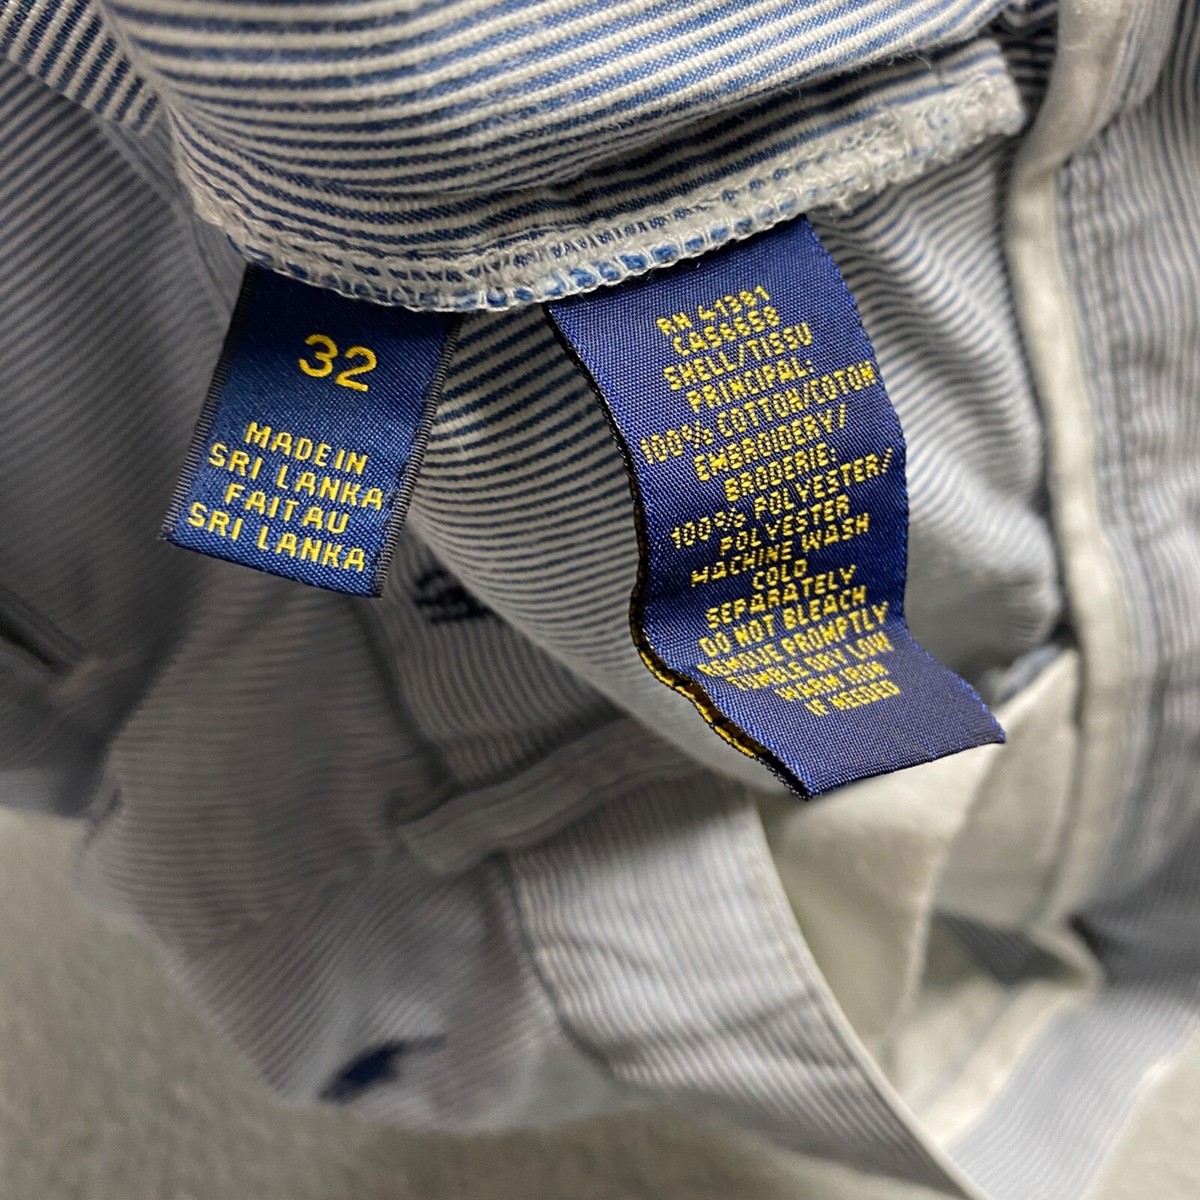 32
MADE IN
SRI LANKA
FAIT AU
SRI LANKA
RN 41381
CA56658
SHELL/TISSU
PRINCIPAL:
100% COTTON/COTON
EMBROIDERY/
BRODERIE:
100% POLYESTER/
POLYESTER
MACHINE WASH
COLD
SEPARATELY
DO NOT BLEACH
REMOVE PROMPTLY
TUMBLE DRY LOW
WARM IRON
IF NEEDED